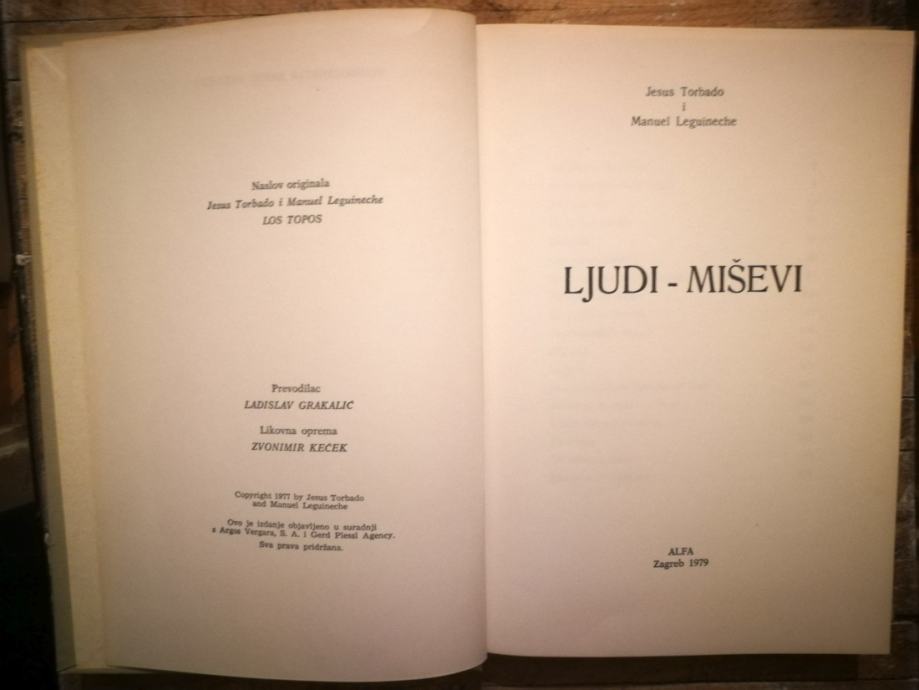 Naslov originala
Jesus Torbado i Manuel Leguineche
LOS TOPOS
Prevodilac
LADISLAV GRAKALIĆ
Likovna oprema
ZVONIMIR KEČEK
Copyright 1977 by Jesus Torbado
and Manuel Leguineche
Ovo je izdanje objavljeno u suradnji
s Argos Vergara, S. A. i Gerd Plessl Agency.
Sva prava pridržana.
Jesus Torbado
i
Manuel Leguineche
LJUDI - MIŠEVI
ALFA
Zagreb 1979